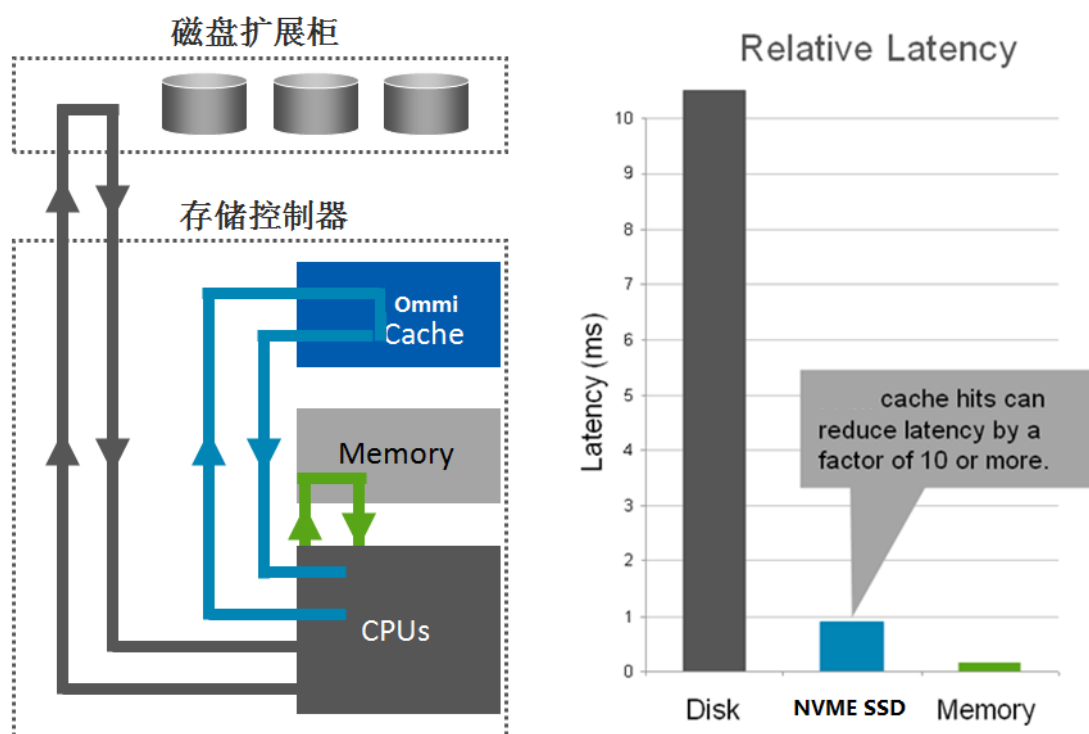 磁盘扩展柜
存储控制器
Ommi
Cache
Memory
CPUs
Relative Latency
Latency (ms)
10
9
8
7
6
5
4
3
2
1
0
cache hits can
reduce latency by a
factor of 10 or more.
Disk
NVME SSD
Memory